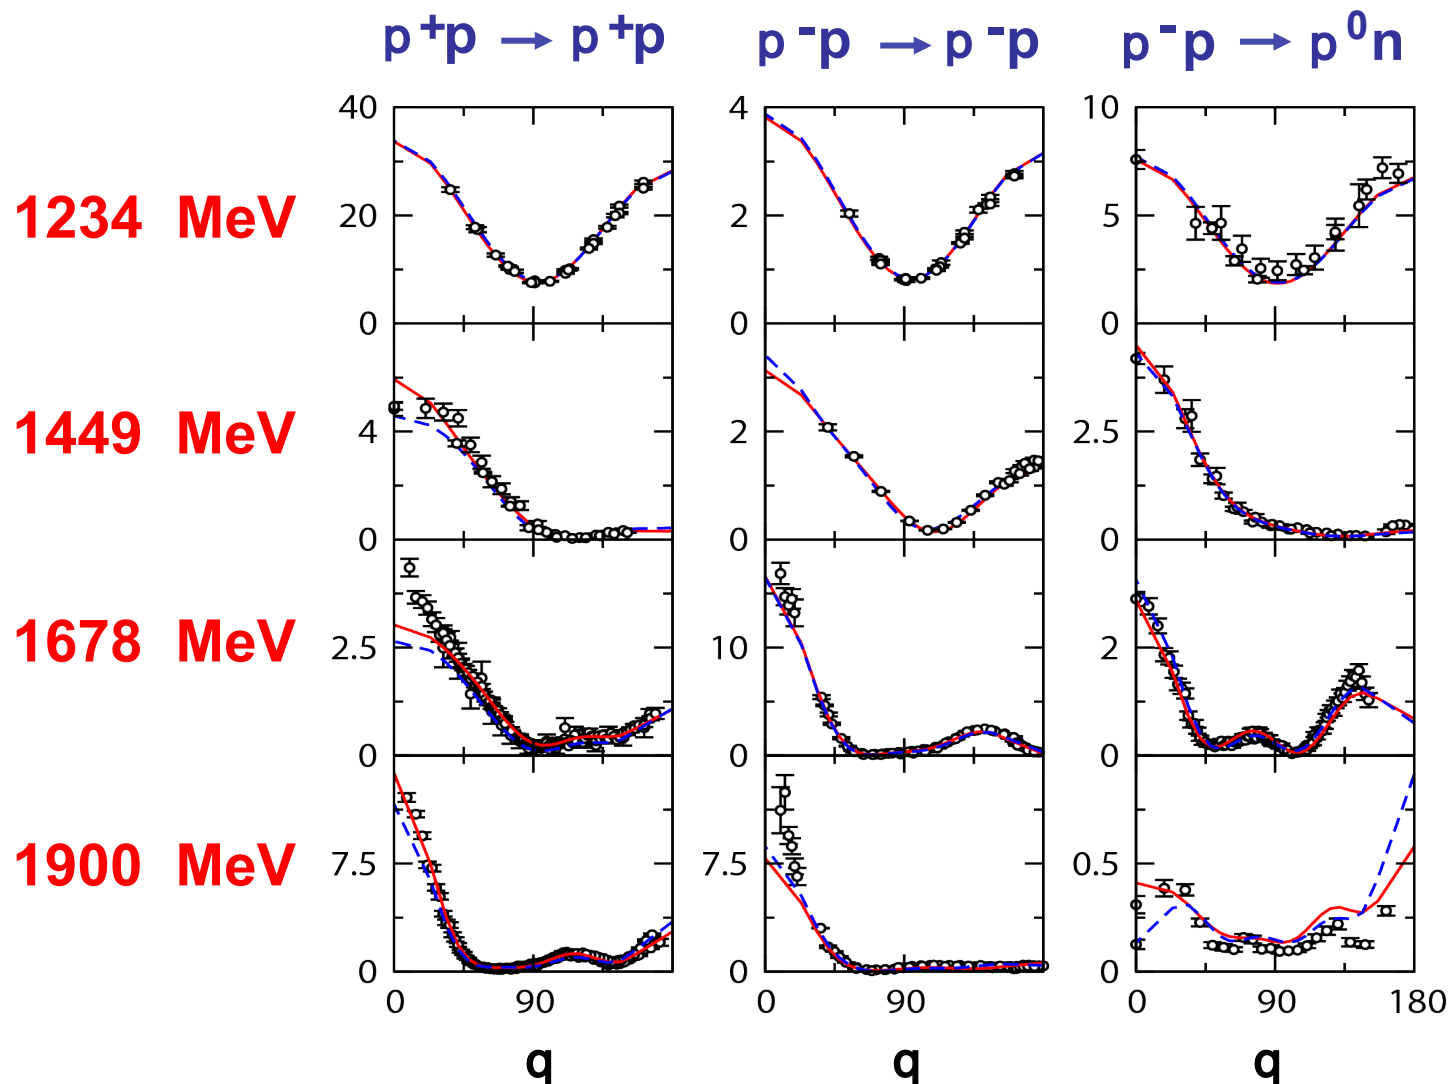 p +p → p +p p -p → p -p p -p → p 0n
40 4 10
1234 MeV 20 2 5
0 0 0
1449 MeV 4 2 2.5
0 0 0
1678 MeV 2.5 10 2
0 0 0
1900 MeV 7.5 7.5 0.5
0 0 0
0 90 0 90 0 90 180
q q q